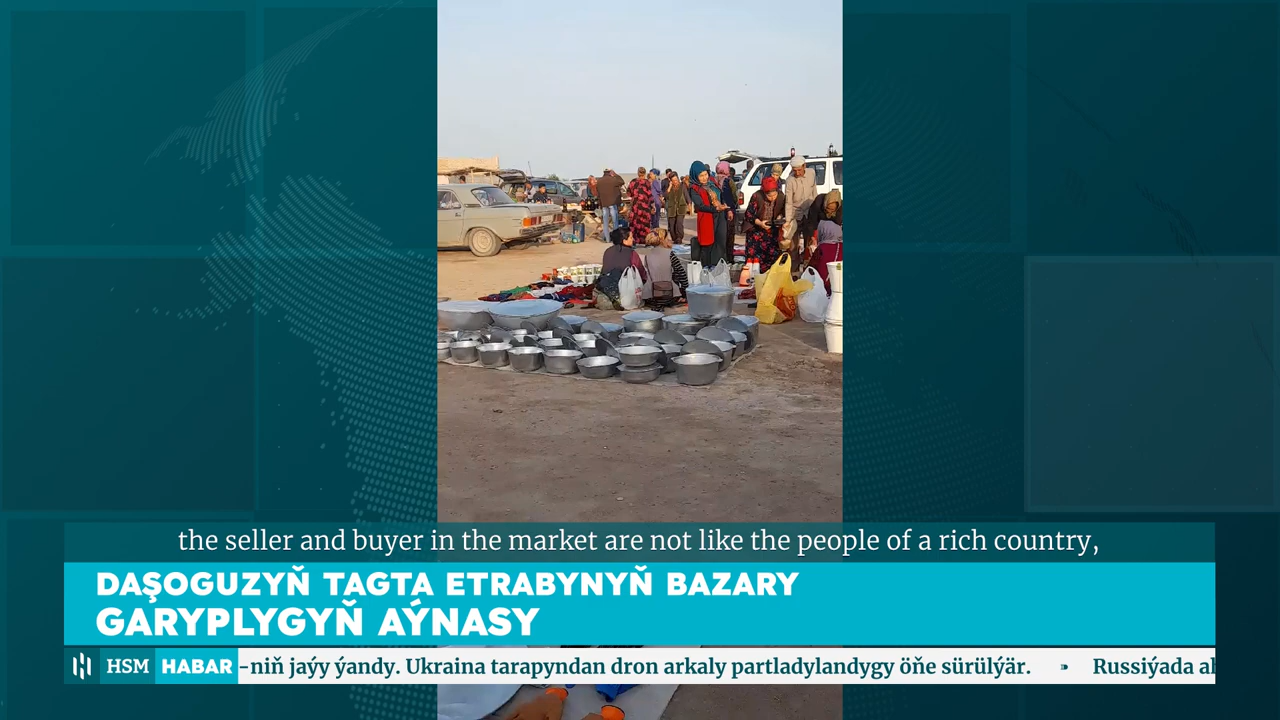 the seller and buyer in the market are not like the people of a rich country,
DAŞOGUZYŇ TAGTA ETRABYNYŇ BAZARY
GARYPLYGYŇ AÝNASY
HSM HABAR -niň jaýy ýandy. Ukraina tarapyndan dron arkaly partladylandygy öňe sürülýär. Russiýada